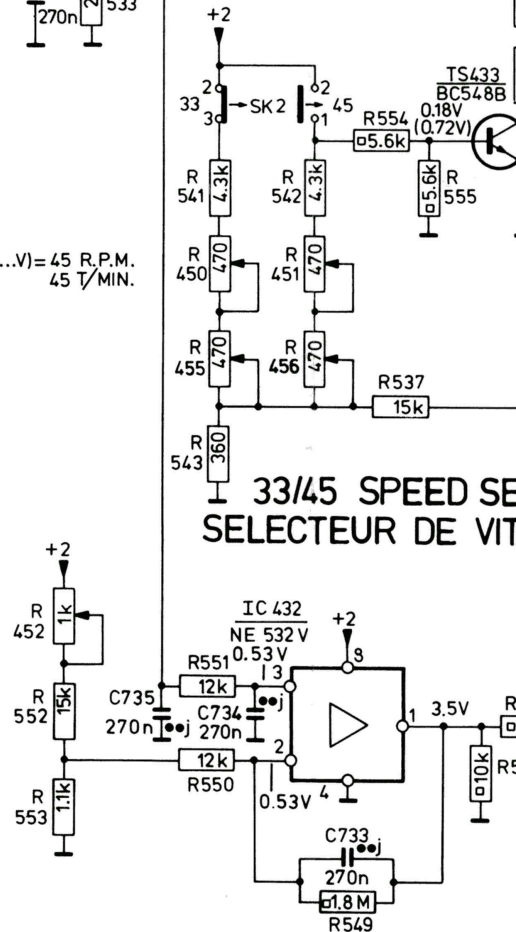 270n
533
+2
TS433
BC548B
0.18V
(0.72V)
2
3
33
SK2
2
1
45
R554
5.6k
5.6k
R
555
R
541
4.3k
R
542
4.3k
...V)= 45 R.P.M.
45 T/MIN.
R
450
470
R
451
470
R
455
470
R
456
470
R537
15k
R
543
360
33/45 SPEED SE
SELECTEUR DE VIT
+2
R
452
1k
R
552
15k
R
553
1.1k
IC 432
NE 532 V
0.53V
+2
8
R551
12k
3
C735
270n j
C734
270n
j
2
12k
R550
0.53V
4
1
3.5V
R
10k
R5
C733
j
270n
1.8M
R549